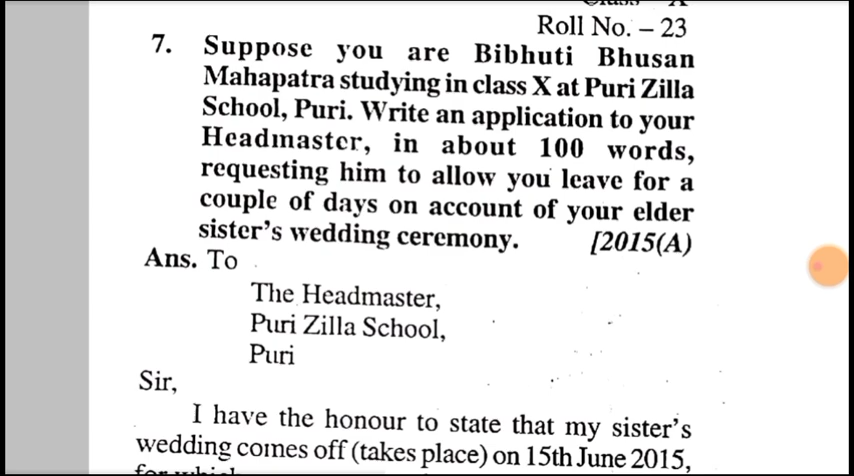 Roll No. – 23
7. Suppose you are Bibhuti Bhusan
Mahapatra studying in class X at Puri Zilla
School, Puri. Write an application to your
Headmaster, in about 100 words,
requesting him to allow you leave for a
couple of days on account of your elder
sister's wedding ceremony. [2015(A)
Ans. To
The Headmaster,
Puri Zilla School,
Puri
Sir,
I have the honour to state that my sister's
wedding comes off (takes place) on 15th June 2015,